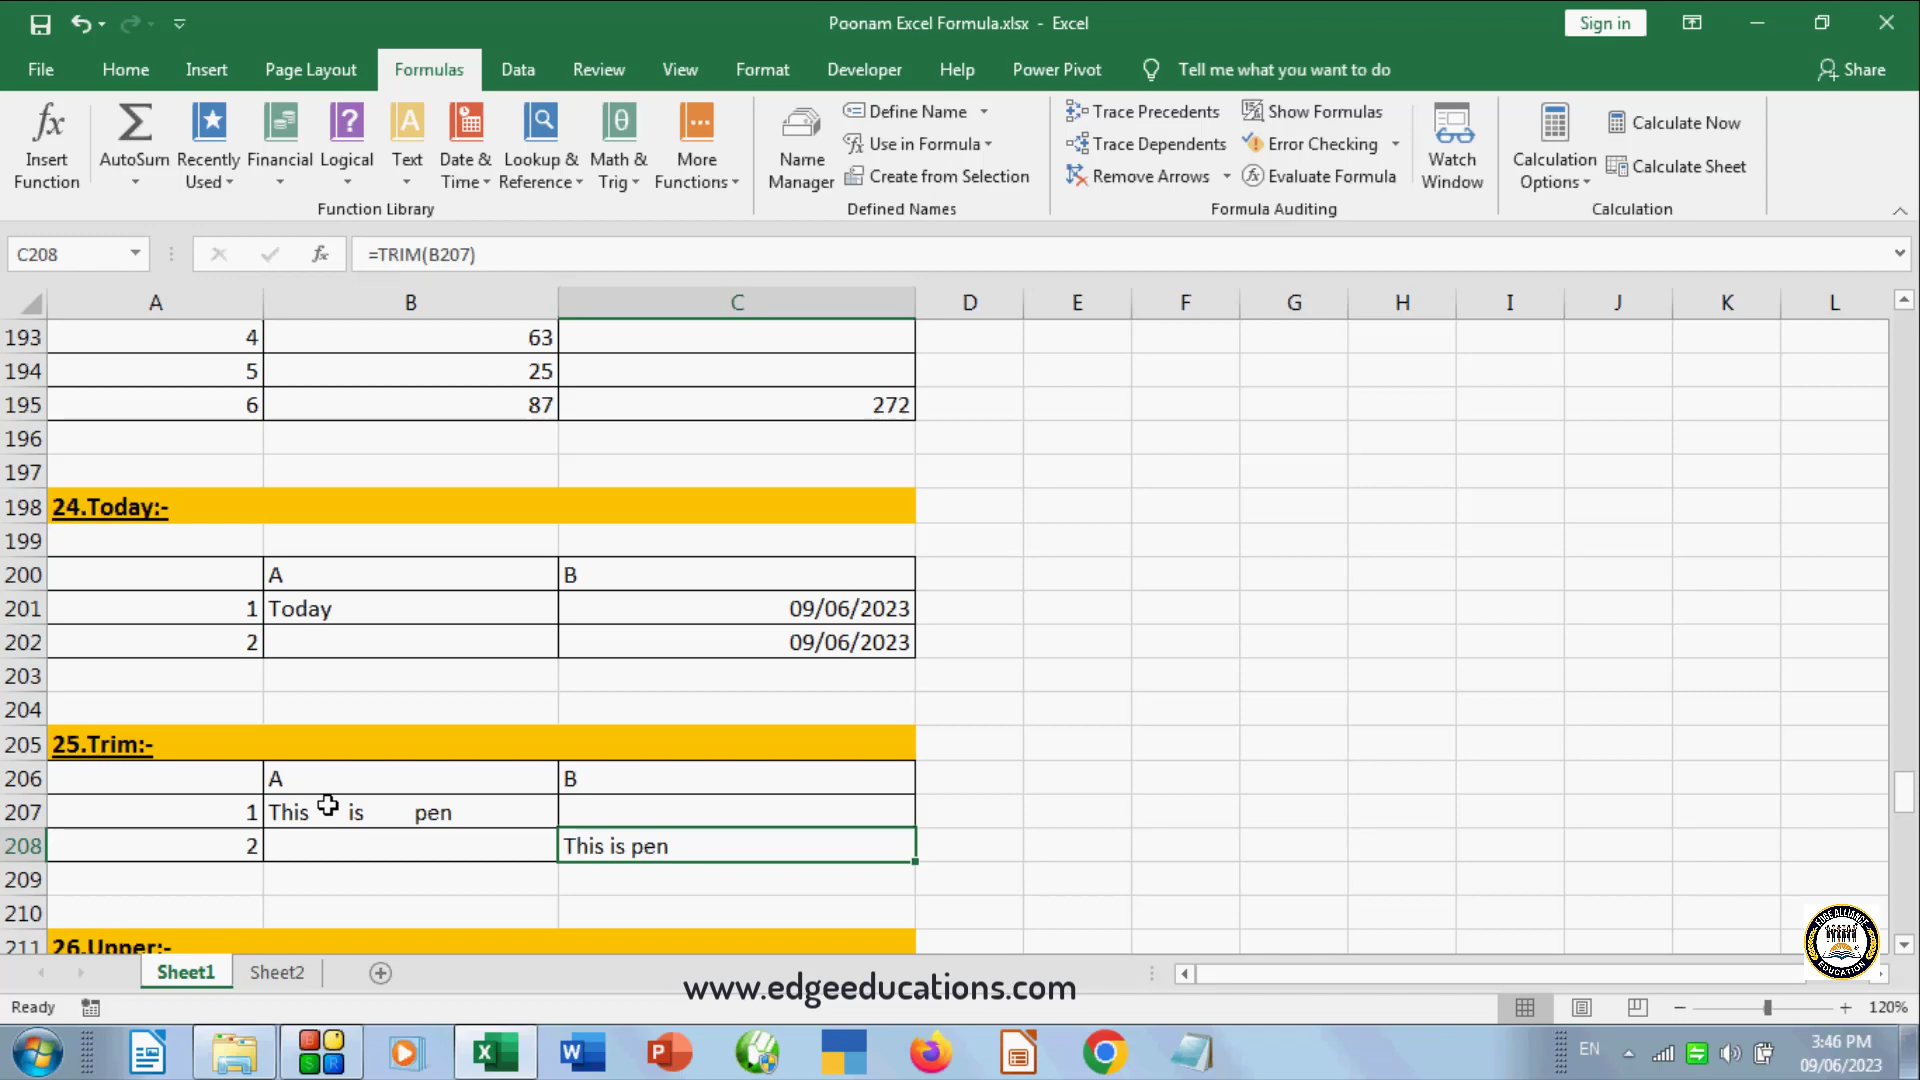 Poonam Excel Formula.xlsx - Excel
Sign in
File Home Insert Page Layout Formulas Data Review View Format Developer Help Power Pivot Tell me what you want to do Share
Insert Function
AutoSum
Recently Used
Financial
Logical
Text
Date & Time
Lookup & Reference
Math & Trig
More Functions
Function Library
Name Manager
Define Name
Use in Formula
Create from Selection
Defined Names
Trace Precedents
Trace Dependents
Remove Arrows
Show Formulas
Error Checking
Evaluate Formula
Formula Auditing
Watch Window
Calculation Options
Calculate Now
Calculate Sheet
Calculation
C208 fx =TRIM(B207)
A B C D E F G H I J K L
193 4 63
194 5 25
195 6 87 272
196
197
198 24.Today:-
199
200 A B
201 1 Today 09/06/2023
202 2 09/06/2023
203
204
205 25.Trim:-
206 A B
207 1 This is pen
208 2 This is pen
209
210
211 26.Upper:-
Sheet1 Sheet2
www.edgeeducations.com
EDGE ALLIANCE
EDUCATION
Ready 120%
EN 3:46 PM
09/06/2023